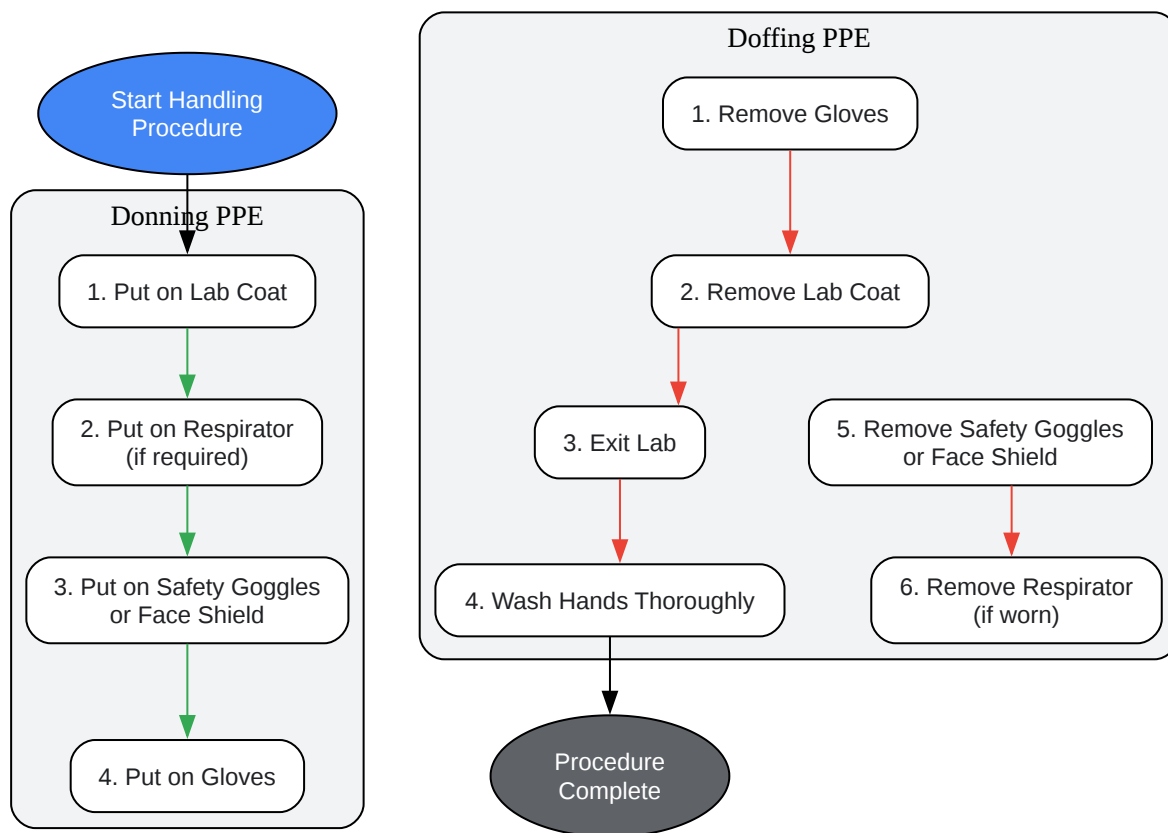 Start Handling
Procedure
Donning PPE
1. Put on Lab Coat
2. Put on Respirator
(if required)
3. Put on Safety Goggles
or Face Shield
4. Put on Gloves
Doffing PPE
1. Remove Gloves
2. Remove Lab Coat
3. Exit Lab
4. Wash Hands Thoroughly
5. Remove Safety Goggles
or Face Shield
6. Remove Respirator
(if worn)
Procedure
Complete